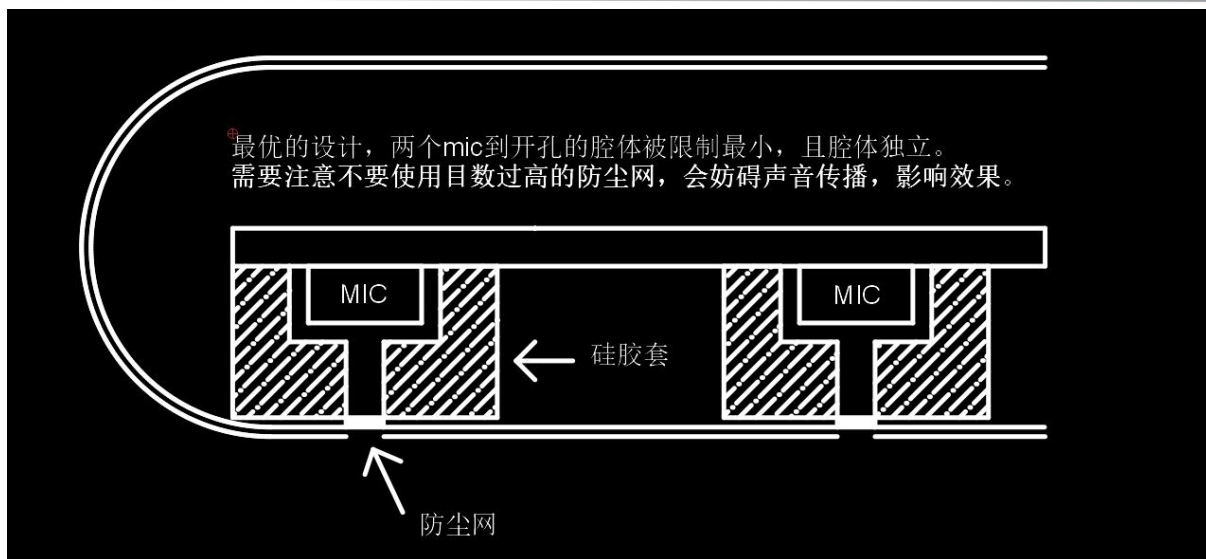 最优的设计，两个mic到开孔的腔体被限制最小，且腔体独立。
需要注意不要使用目数过高的防尘网，会妨碍声音传播，影响效果。
MIC
MIC
硅胶套
防尘网